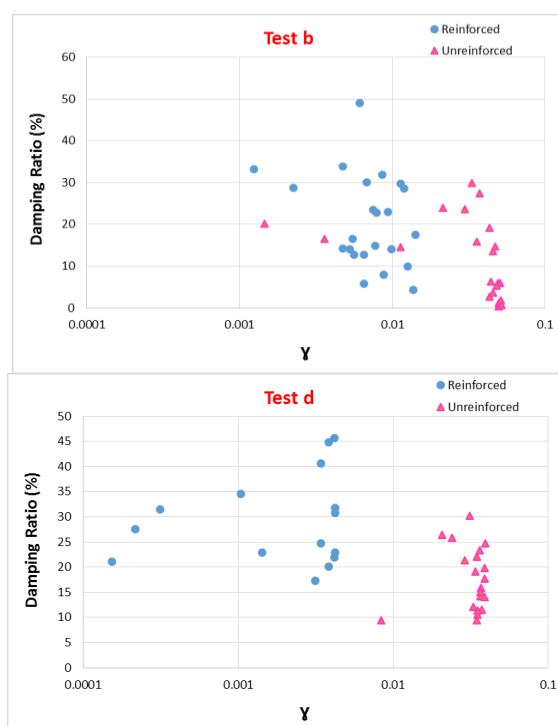 Test b
Reinforced
Unreinforced
60
50
40
30
20
10
0
Damping Ratio (%)
0.0001
0.001
0.01
0.1
Ɣ
Test d
Reinforced
Unreinforced
50
45
40
35
30
25
20
15
10
5
0
Damping Ratio (%)
0.0001
0.001
0.01
0.1
Ɣ